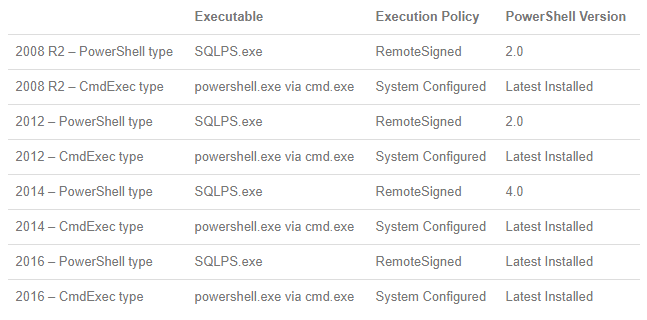 Executable Execution Policy PowerShell Version
2008 R2 – PowerShell type SQLPS.exe RemoteSigned 2.0
2008 R2 – CmdExec type powershell.exe via cmd.exe System Configured Latest Installed
2012 – PowerShell type SQLPS.exe RemoteSigned 2.0
2012 – CmdExec type powershell.exe via cmd.exe System Configured Latest Installed
2014 – PowerShell type SQLPS.exe RemoteSigned 4.0
2014 – CmdExec type powershell.exe via cmd.exe System Configured Latest Installed
2016 – PowerShell type SQLPS.exe RemoteSigned Latest Installed
2016 – CmdExec type powershell.exe via cmd.exe System Configured Latest Installed